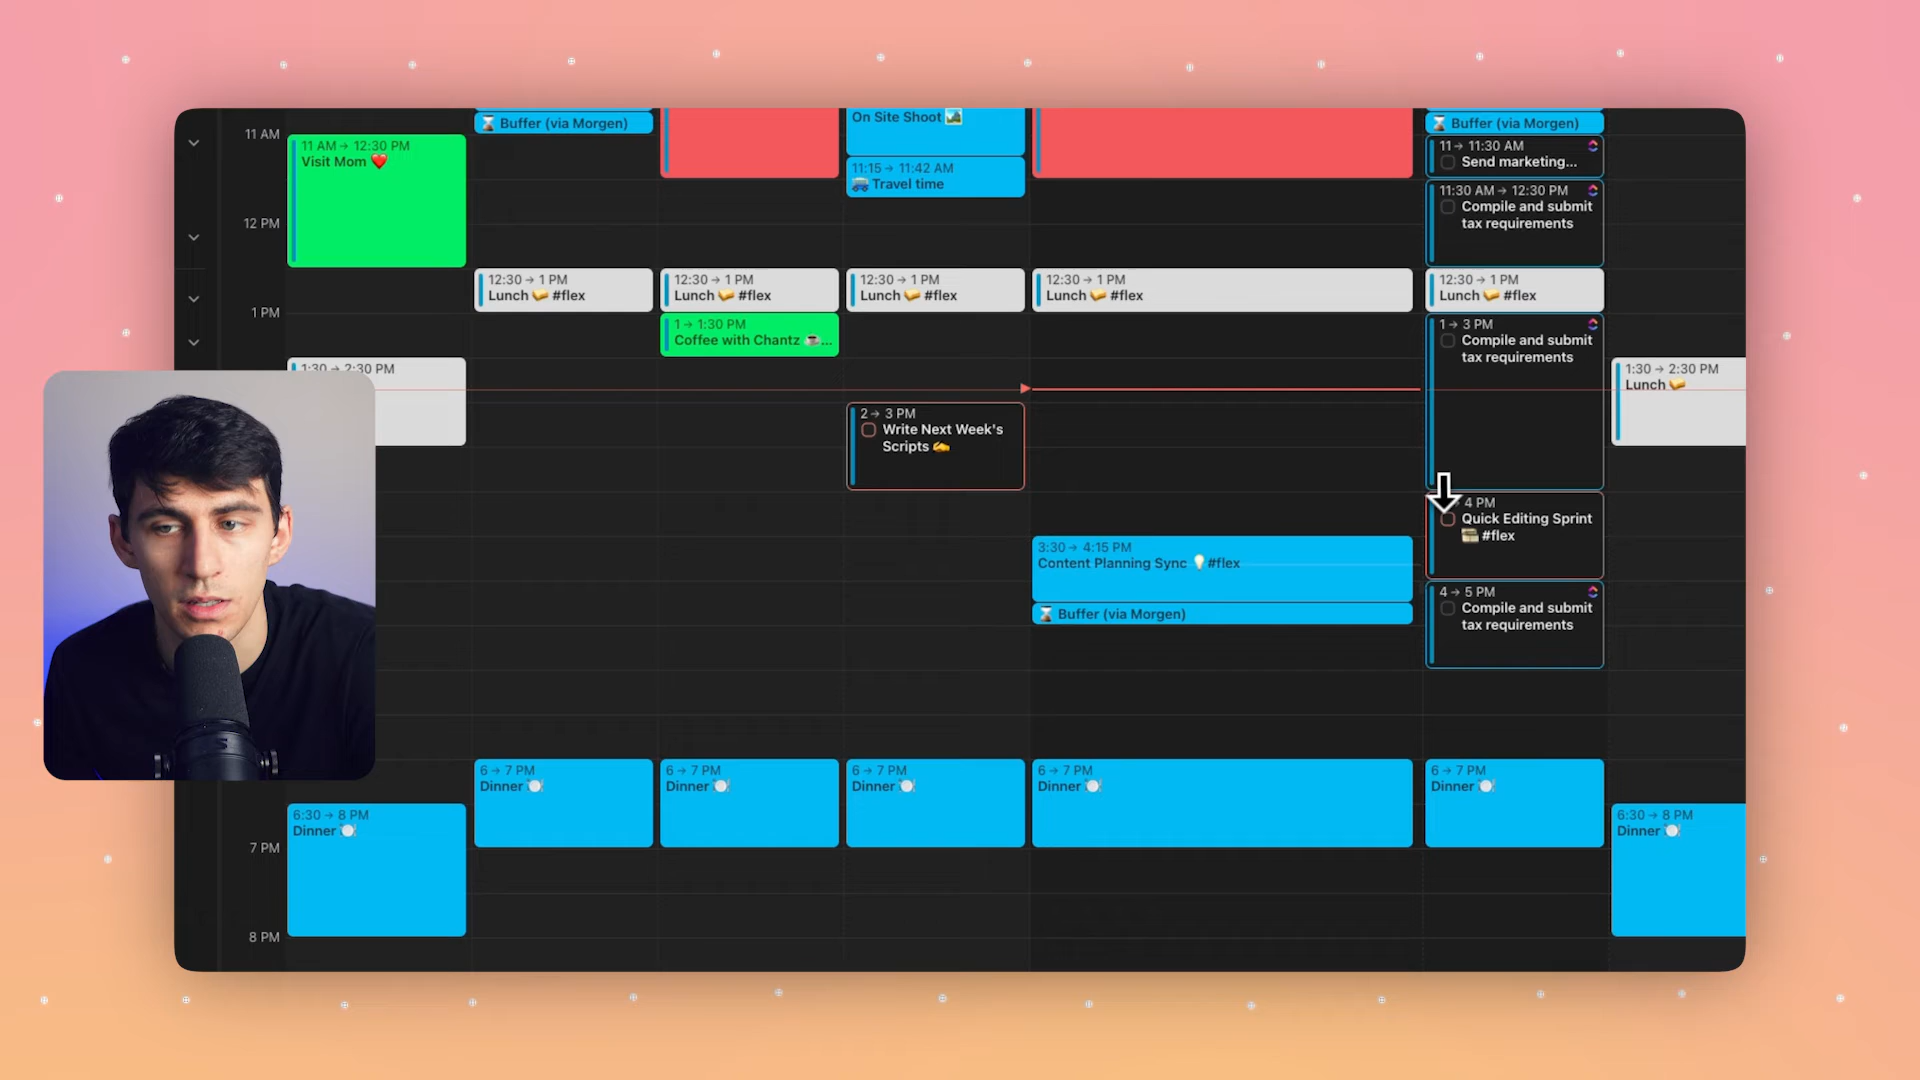 11 AM
12 PM
1 PM
7 PM
8 PM
11 AM → 12:30 PM
Visit Mom ❤️
1:30 → 2:30 PM
6:30 → 8 PM
Dinner 🍽️
⏳ Buffer (via Morgen)
12:30 → 1 PM
Lunch 🥪 #flex
6 → 7 PM
Dinner 🍽️
12:30 → 1 PM
Lunch 🥪 #flex
1 → 1:30 PM
Coffee with Chantz ☕...
6 → 7 PM
Dinner 🍽️
On Site Shoot 🏞️
11:15 → 11:42 AM
🚙 Travel time
12:30 → 1 PM
Lunch 🥪 #flex
2 → 3 PM
Write Next Week's
Scripts ✍️
6 → 7 PM
Dinner 🍽️
12:30 → 1 PM
Lunch 🥪 #flex
3:30 → 4:15 PM
Content Planning Sync 💡#flex
⏳ Buffer (via Morgen)
6 → 7 PM
Dinner 🍽️
⏳ Buffer (via Morgen)
11 → 11:30 AM
Send marketing...
11:30 AM → 12:30 PM
Compile and submit
tax requirements
12:30 → 1 PM
Lunch 🥪 #flex
1 → 3 PM
Compile and submit
tax requirements
4 PM
Quick Editing Sprint
🎬 #flex
4 → 5 PM
Compile and submit
tax requirements
6 → 7 PM
Dinner 🍽️
1:30 → 2:30 PM
Lunch 🥪
6:30 → 8 PM
Dinner 🍽️